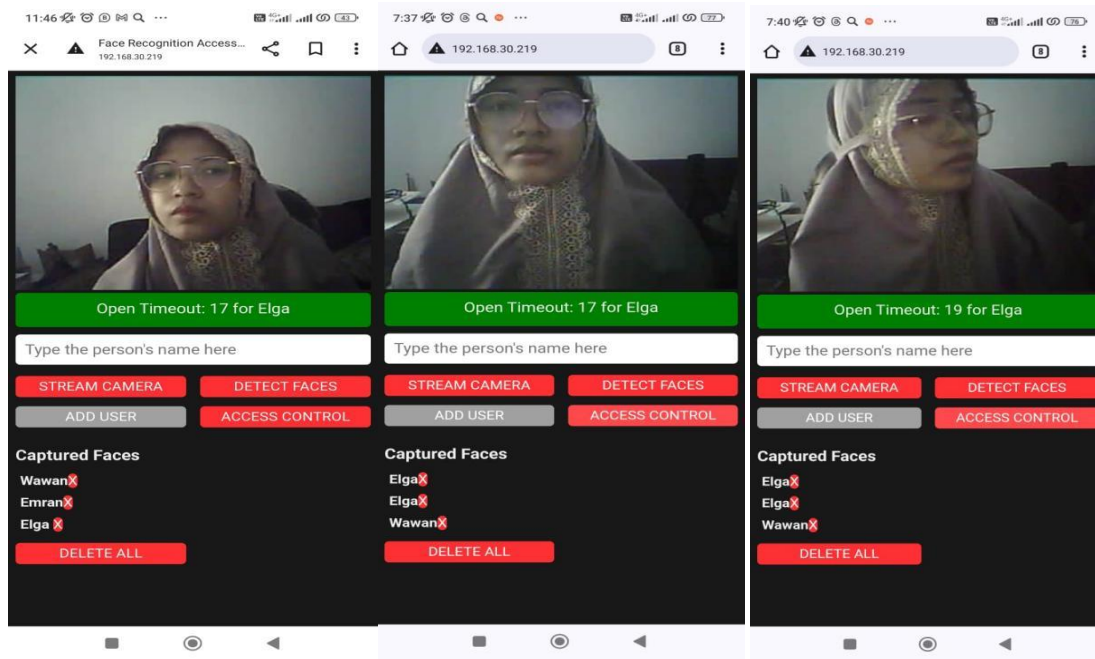 11:46
43
Face Recognition Access...
192.168.30.219
Open Timeout: 17 for Elga
Type the person's name here
STREAM CAMERA
DETECT FACES
ADD USER
ACCESS CONTROL
Captured Faces
WawanX
EmranX
Elga X
DELETE ALL
7:37
77
192.168.30.219
8
Open Timeout: 17 for Elga
Type the person's name here
STREAM CAMERA
DETECT FACES
ADD USER
ACCESS CONTROL
Captured Faces
ElgaX
ElgaX
WawanX
DELETE ALL
7:40
76
192.168.30.219
8
Open Timeout: 19 for Elga
Type the person's name here
STREAM CAMERA
DETECT FACES
ADD USER
ACCESS CONTROL
Captured Faces
ElgaX
ElgaX
WawanX
DELETE ALL